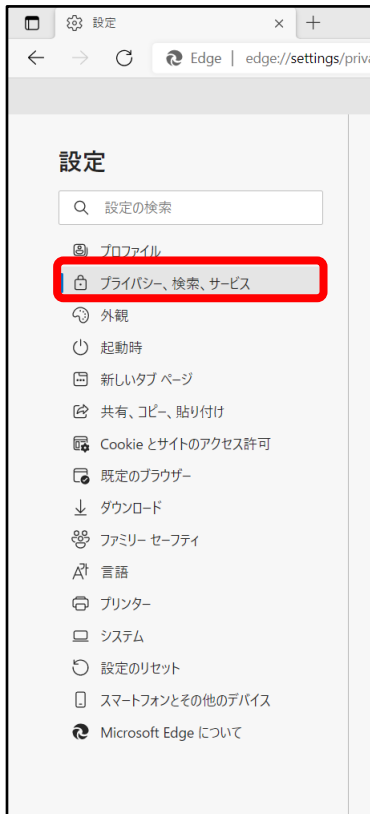 設定
Edge | edge://settings/priva
設定
設定の検索
プロファイル
プライバシー、検索、サービス
外観
起動時
新しいタブ ページ
共有、コピー、貼り付け
Cookie とサイトのアクセス許可
既定のブラウザー
ダウンロード
ファミリー セーフティ
言語
プリンター
システム
設定のリセット
スマートフォンとその他のデバイス
Microsoft Edge について